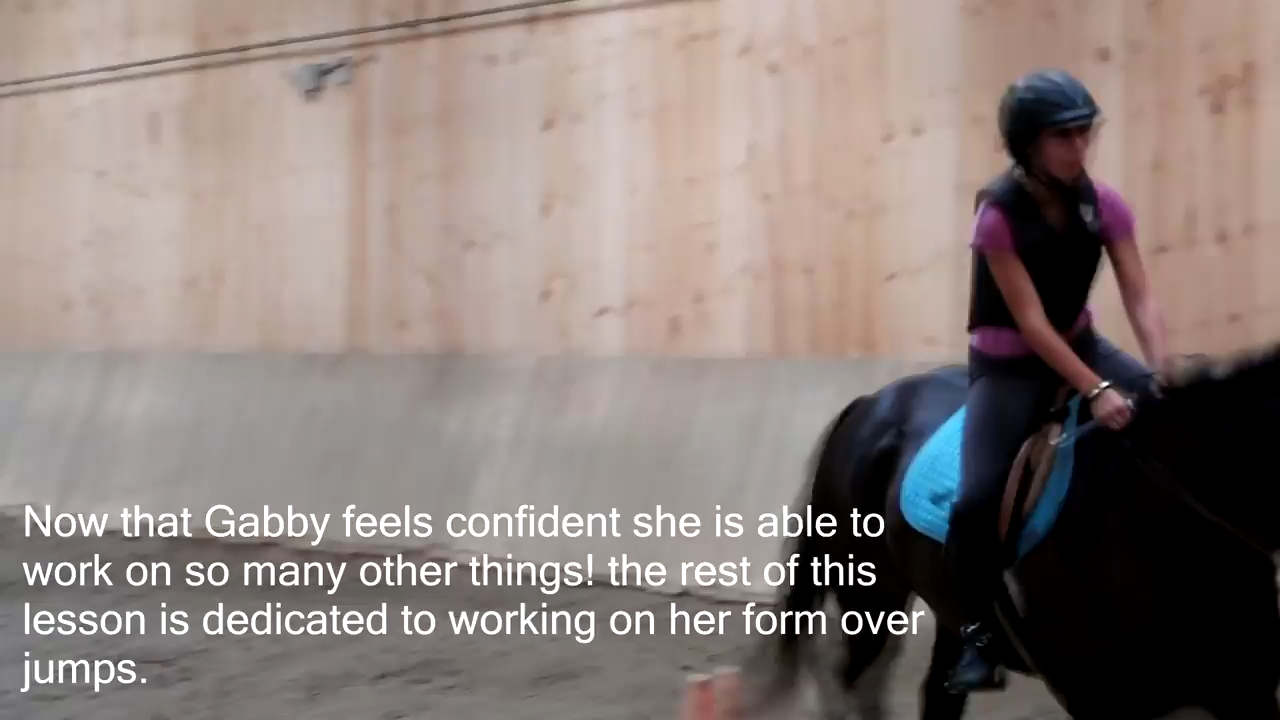 Now that Gabby feels confident she is able to
work on so many other things! the rest of this
lesson is dedicated to working on her form over
jumps.